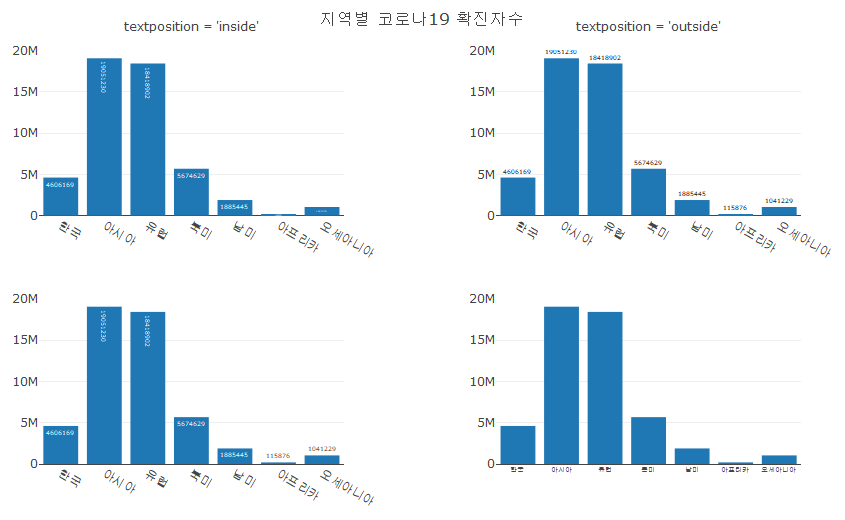 지역별 코로나19 확진자수
textposition = 'inside'
20M
15M
10M
5M
0
4606169
19051230
18418902
5674629
1885445
한국
아시아
유럽
북미
남미
아프리카
오세아니아
textposition = 'outside'
20M
15M
10M
5M
0
4606169
19051230
18418902
5674629
1885445
115876
1041229
한국
아시아
유럽
북미
남미
아프리카
오세아니아
20M
15M
10M
5M
0
4606169
19051230
18418902
5674629
1885445
115876
1041229
한국
아시아
유럽
북미
남미
아프리카
오세아니아
20M
15M
10M
5M
0
한국
아시아
유럽
북미
남미
아프리카
오세아니아